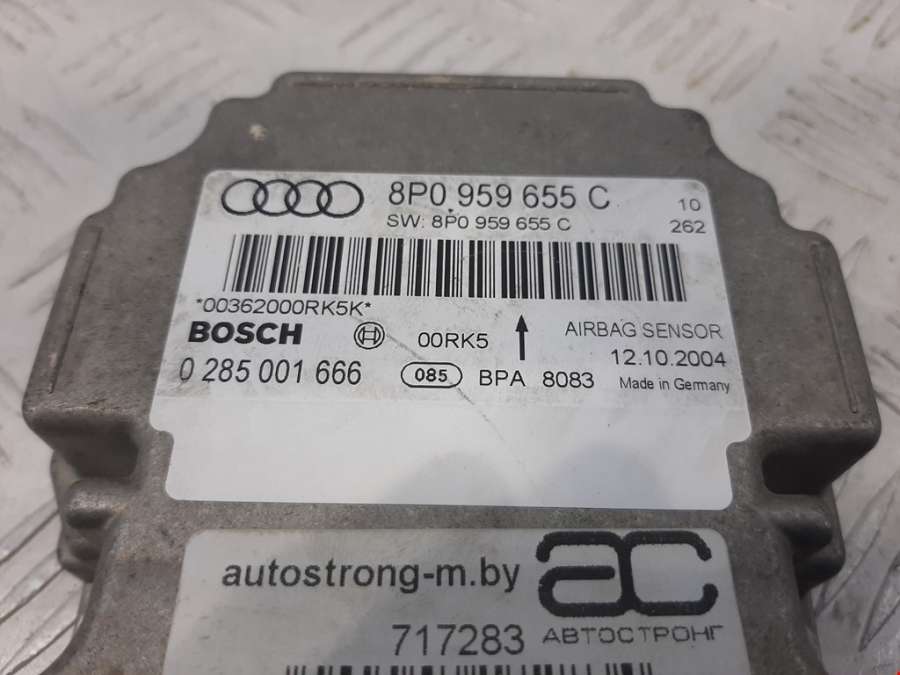 8P0 959 655 C
10
SW: 8P0 959 655 C
262
*00362000RK5K*
BOSCH
00RK5
AIRBAG SENSOR
12.10.2004
0 285 001 666
085
BPA 8083
Made in Germany
autostrong-m.by
ac
717283
АВТОСТРОНГ